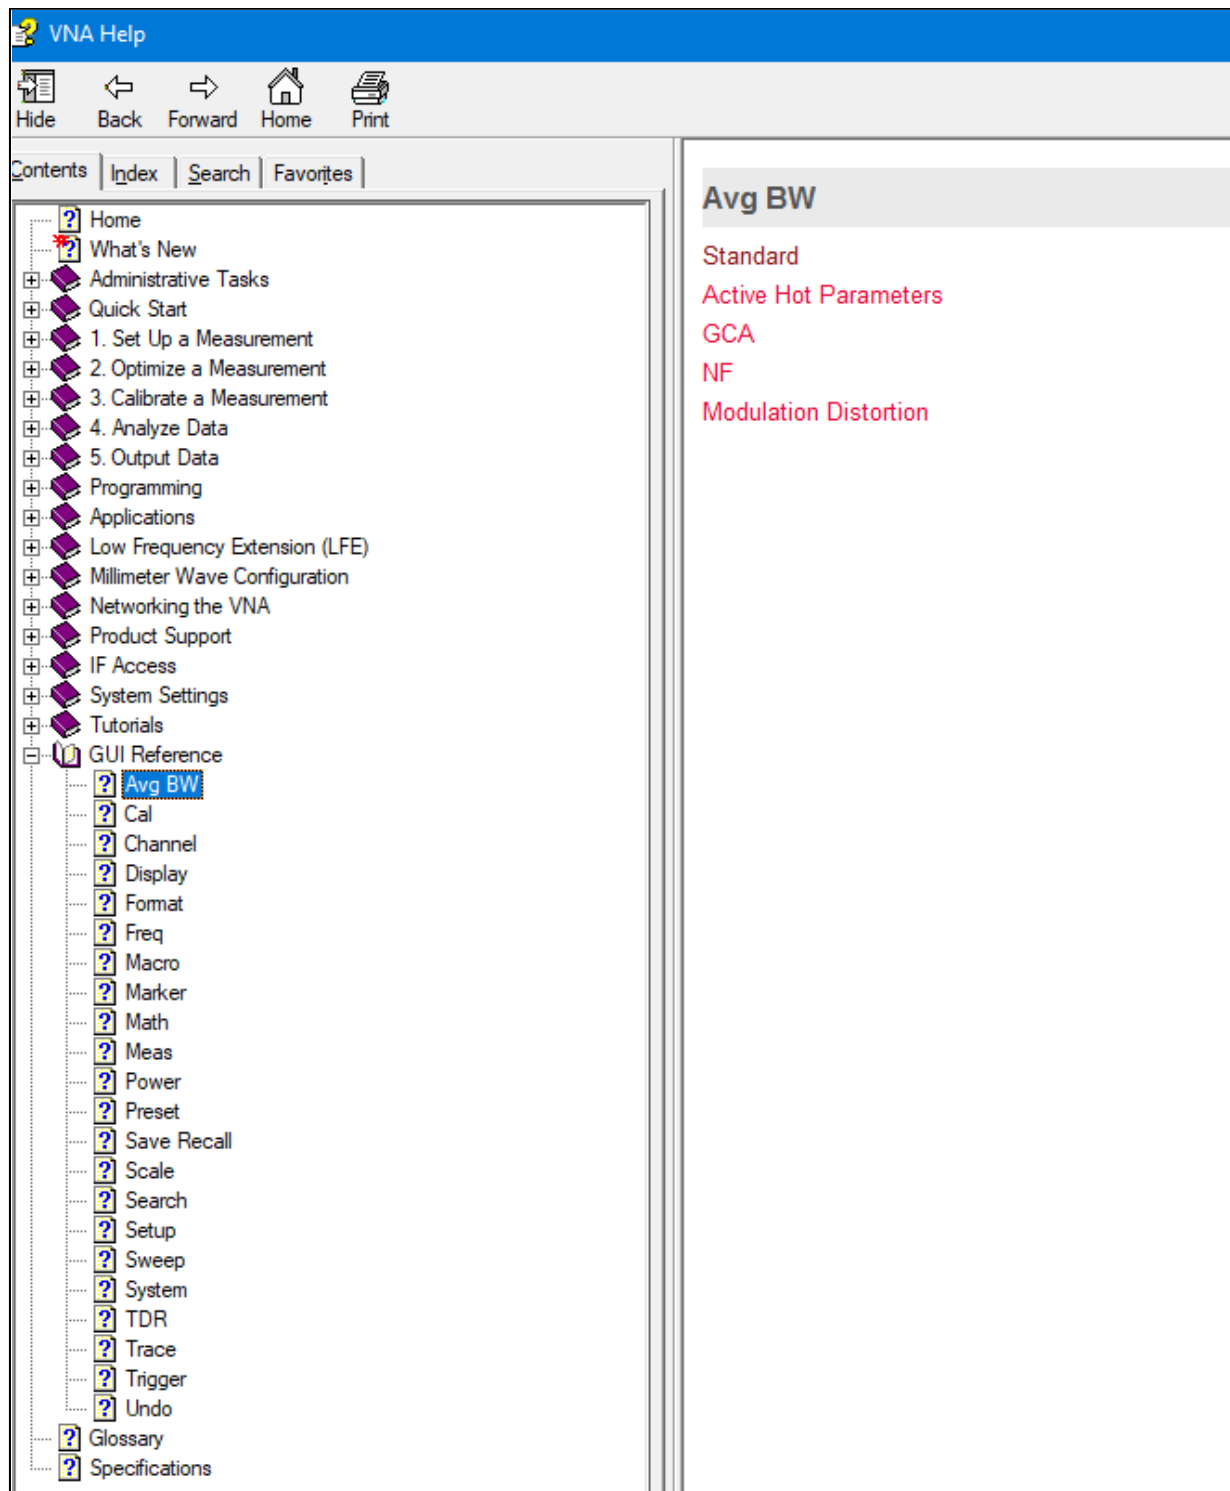 VNA Help
Hide Back Forward Home Print
Contents Index Search Favorites
Home
What's New
Administrative Tasks
Quick Start
1. Set Up a Measurement
2. Optimize a Measurement
3. Calibrate a Measurement
4. Analyze Data
5. Output Data
Programming
Applications
Low Frequency Extension (LFE)
Millimeter Wave Configuration
Networking the VNA
Product Support
IF Access
System Settings
Tutorials
GUI Reference
Avg BW
Cal
Channel
Display
Format
Freq
Macro
Marker
Math
Meas
Power
Preset
Save Recall
Scale
Search
Setup
Sweep
System
TDR
Trace
Trigger
Undo
Glossary
Specifications
Avg BW
Standard
Active Hot Parameters
GCA
NF
Modulation Distortion